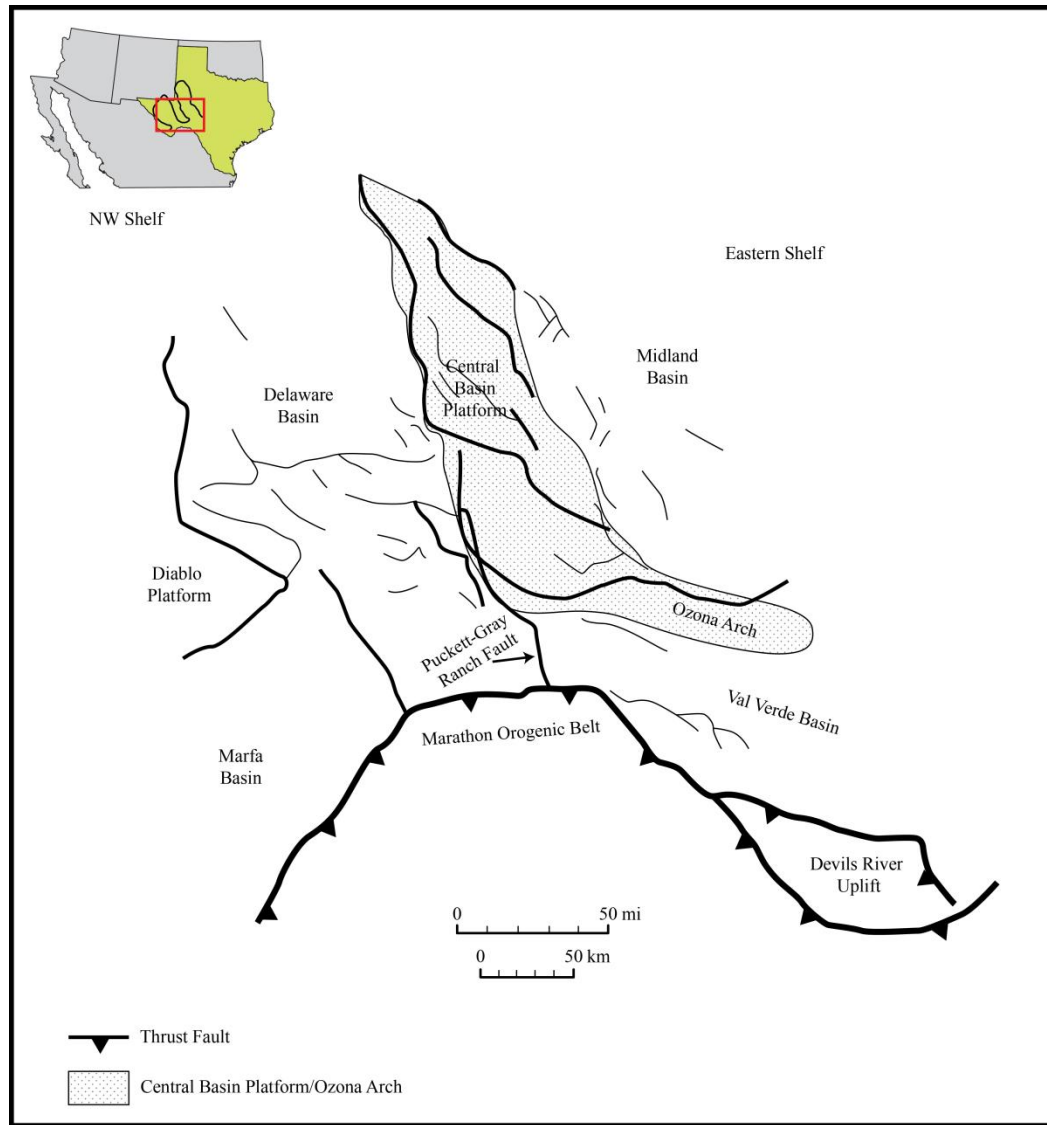 NW Shelf
Eastern Shelf
Midland
Basin
Central
Basin
Platform
Delaware
Basin
Diablo
Platform
Ozona Arch
Puckett-Gray
Ranch Fault
Val Verde Basin
Marathon Orogenic Belt
Marfa
Basin
Devils River
Uplift
0 50 mi
0 50 km
Thrust Fault
Central Basin Platform/Ozona Arch